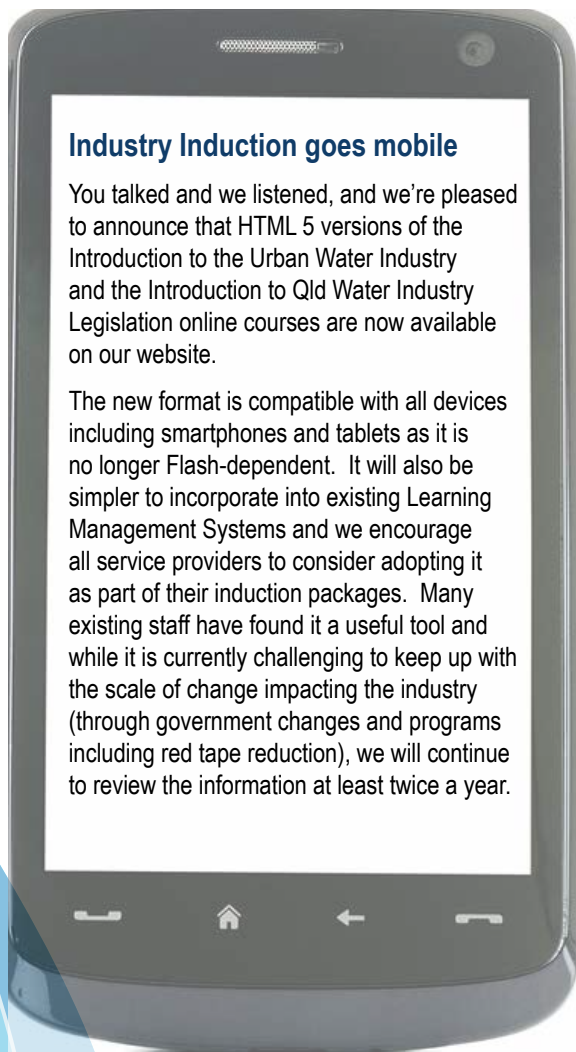 Industry Induction goes mobile
You talked and we listened, and we're pleased
to announce that HTML 5 versions of the
Introduction to the Urban Water Industry
and the Introduction to Qld Water Industry
Legislation online courses are now available
on our website.
The new format is compatible with all devices
including smartphones and tablets as it is
no longer Flash-dependent.  It will also be
simpler to incorporate into existing Learning
Management Systems and we encourage
all service providers to consider adopting it
as part of their induction packages.  Many
existing staff have found it a useful tool and
while it is currently challenging to keep up with
the scale of change impacting the industry
(through government changes and programs
including red tape reduction), we will continue
to review the information at least twice a year.